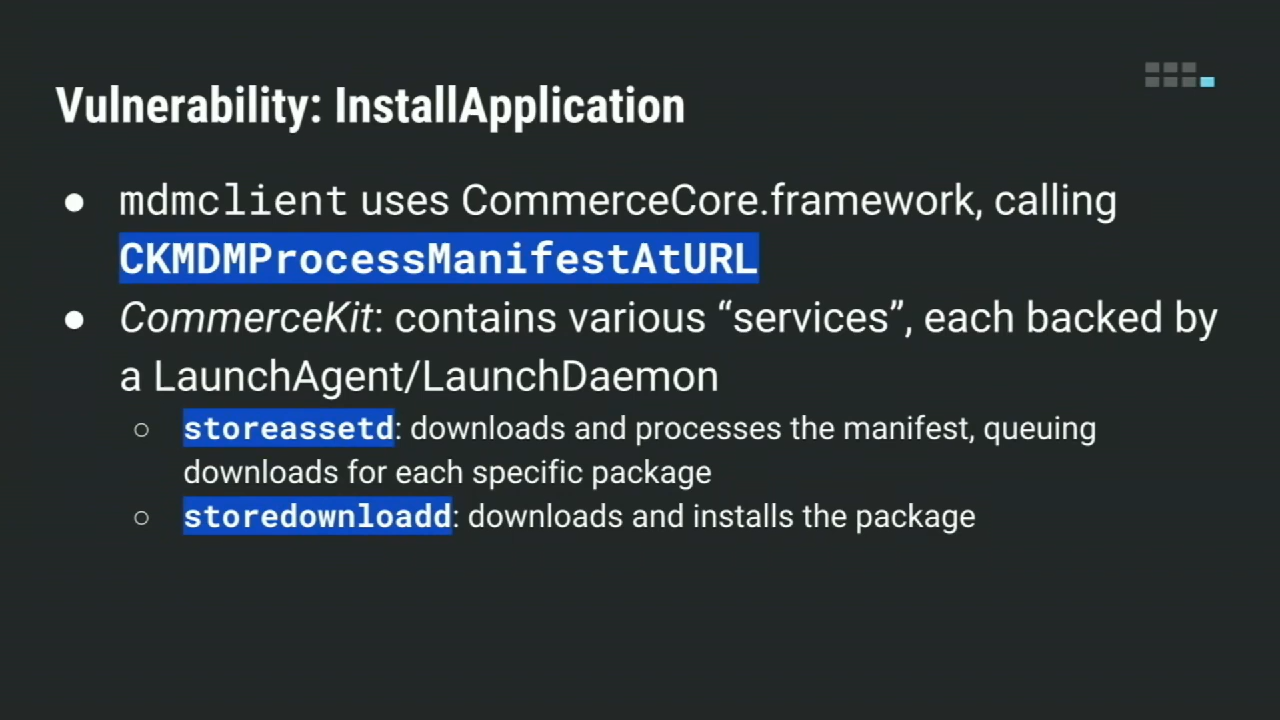 Vulnerability: InstallApplication
● mdmclient uses CommerceCore.framework, calling
CKMDMProcessManifestAtURL
● CommerceKit: contains various “services”, each backed by
a LaunchAgent/LaunchDaemon
○ storeassetd: downloads and processes the manifest, queuing
downloads for each specific package
○ storedownloadd: downloads and installs the package